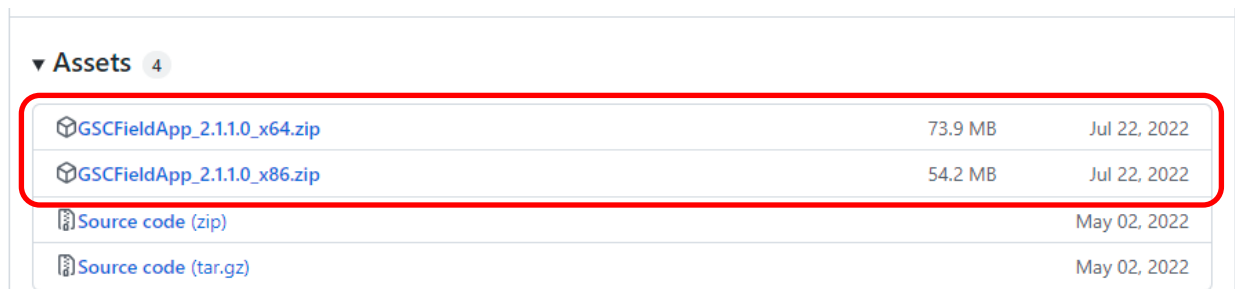 Assets 4
GSCFieldApp_2.1.1.0_x64.zip 73.9 MB Jul 22, 2022
GSCFieldApp_2.1.1.0_x86.zip 54.2 MB Jul 22, 2022
Source code (zip) May 02, 2022
Source code (tar.gz) May 02, 2022